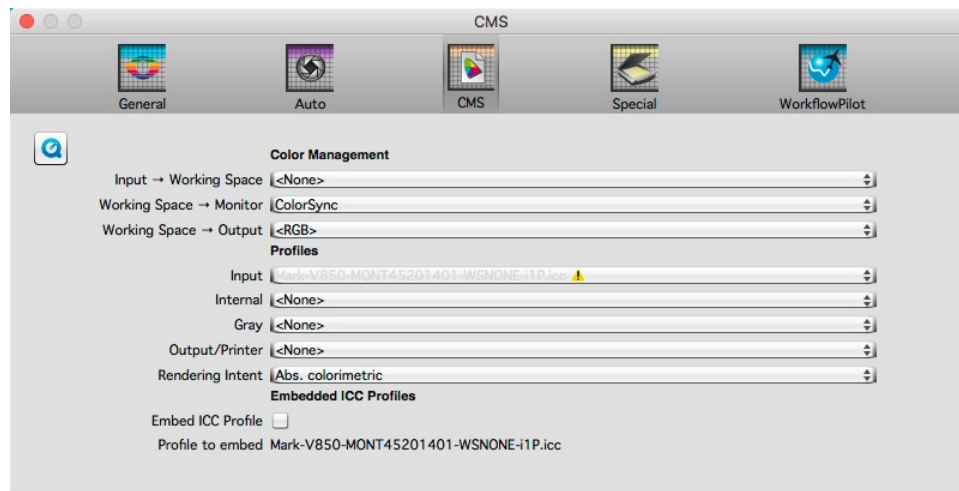 CMS
General Auto CMS Special WorkflowPilot
Color Management
Input → Working Space <None>
Working Space → Monitor ColorSync
Working Space → Output <RGB>
Profiles
Input Mark-V850-MONT45201401-WSNONE-i1P.icc
Internal <None>
Gray <None>
Output/Printer <None>
Rendering Intent Abs. colorimetric
Embedded ICC Profiles
Embed ICC Profile
Profile to embed Mark-V850-MONT45201401-WSNONE-i1P.icc